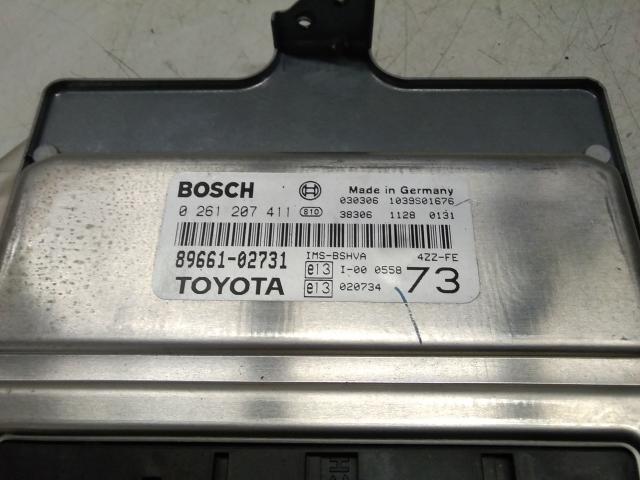 BOSCH Made in Germany
030306 1039S01676
0 261 207 411 810 38306 1128 0131
89661-02731 IMS-BSHVA 4ZZ-FE
e13 I-00 0558 73
TOYOTA e13 020734